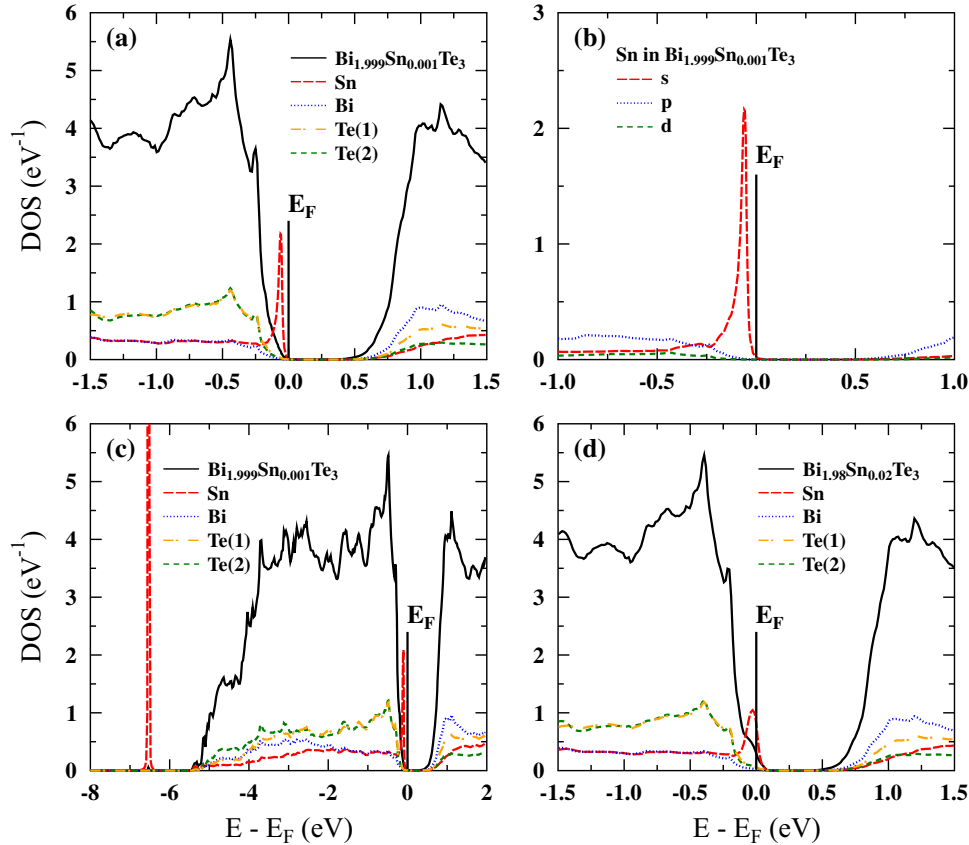 (a)
Bi1.999Sn0.001Te3
Sn
Bi
Te(1)
Te(2)
EF
DOS (eV-1)
6
5
4
3
2
1
0
-1.5 -1.0 -0.5 0.0 0.5 1.0 1.5
(b)
Sn in Bi1.999Sn0.001Te3
s
p
d
EF
3
2
1
0
-1.0 -0.5 0.0 0.5 1.0
(c)
Bi1.999Sn0.001Te3
Sn
Bi
Te(1)
Te(2)
EF
DOS (eV-1)
6
5
4
3
2
1
0
-8 -6 -4 -2 0 2
E - EF (eV)
(d)
Bi1.98Sn0.02Te3
Sn
Bi
Te(1)
Te(2)
EF
6
5
4
3
2
1
0
-1.5 -1.0 -0.5 0.0 0.5 1.0 1.5
E - EF (eV)